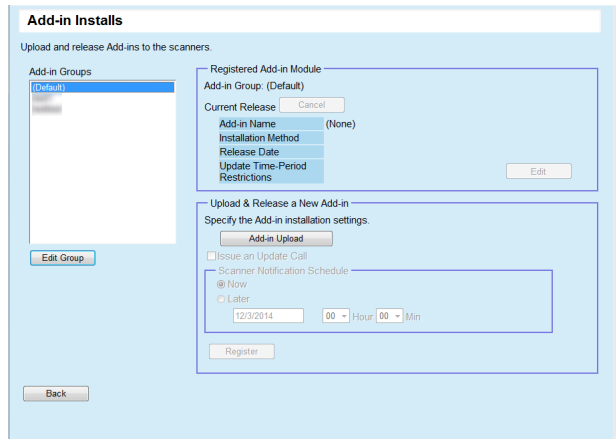 Add-in Installs
Upload and release Add-ins to the scanners.
Add-in Groups
(Default)
Edit Group
Registered Add-in Module
Add-in Group: (Default)
Current Release Cancel
Add-in Name (None)
Installation Method
Release Date
Update Time-Period
Restrictions
Edit
Upload & Release a New Add-in
Specify the Add-in installation settings.
Add-in Upload
Issue an Update Call
Scanner Notification Schedule
Now
Later
12/3/2014 00 Hour 00 Min
Register
Back